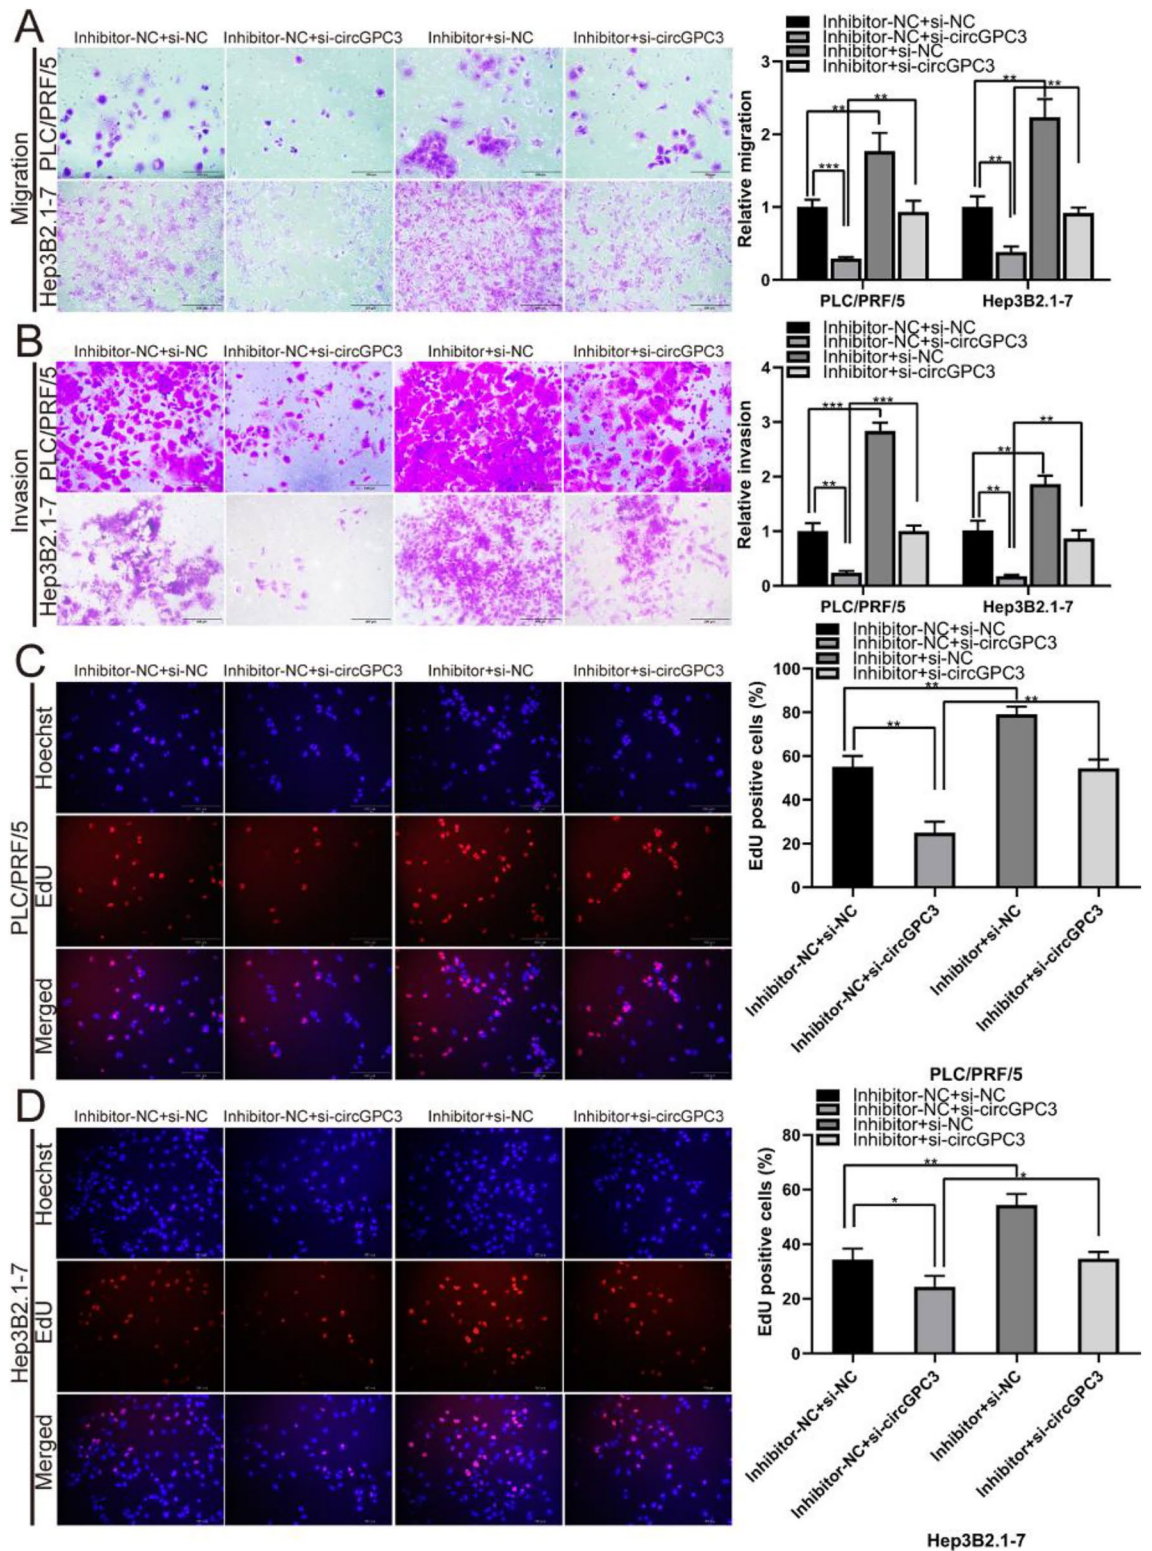 A
Inhibitor-NC+si-NC Inhibitor-NC+si-circGPC3 Inhibitor+si-NC Inhibitor+si-circGPC3
Migration
PLC/PRF/5
Hep3B2.1-7
Inhibitor-NC+si-NC
Inhibitor-NC+si-circGPC3
Inhibitor+si-NC
Inhibitor+si-circGPC3
Relative migration
3
2
1
0
** ** ** **
*** **
PLC/PRF/5 Hep3B2.1-7
B
Inhibitor-NC+si-NC Inhibitor-NC+si-circGPC3 Inhibitor+si-NC Inhibitor+si-circGPC3
Invasion
PLC/PRF/5
Hep3B2.1-7
Inhibitor-NC+si-NC
Inhibitor-NC+si-circGPC3
Inhibitor+si-NC
Inhibitor+si-circGPC3
Relative invasion
4
3
2
1
0
*** *** **
** ** **
PLC/PRF/5 Hep3B2.1-7
C
Inhibitor-NC+si-NC Inhibitor-NC+si-circGPC3 Inhibitor+si-NC Inhibitor+si-circGPC3
PLC/PRF/5
Hoechst
EdU
Merged
Inhibitor-NC+si-NC
Inhibitor-NC+si-circGPC3
Inhibitor+si-NC
Inhibitor+si-circGPC3
EdU positive cells (%)
100
80
60
40
20
0
** **
**
Inhibitor-NC+si-NC
Inhibitor-NC+si-circGPC3
Inhibitor+si-NC
Inhibitor+si-circGPC3
PLC/PRF/5
D
Inhibitor-NC+si-NC Inhibitor-NC+si-circGPC3 Inhibitor+si-NC Inhibitor+si-circGPC3
Hep3B2.1-7
Hoechst
EdU
Merged
Inhibitor-NC+si-NC
Inhibitor-NC+si-circGPC3
Inhibitor+si-NC
Inhibitor+si-circGPC3
EdU positive cells (%)
80
60
40
20
0
** *
*
Inhibitor-NC+si-NC
Inhibitor-NC+si-circGPC3
Inhibitor+si-NC
Inhibitor+si-circGPC3
Hep3B2.1-7